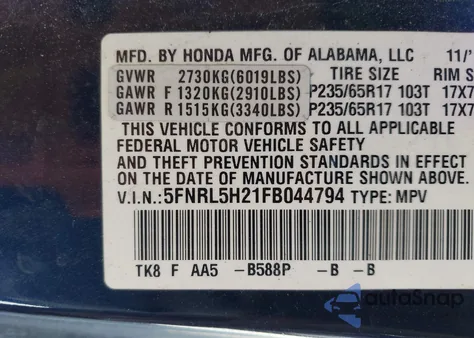 MFD. BY HONDA MFG. OF ALABAMA, LLC 11/'
GVWR 2730KG(6019LBS) TIRE SIZE RIM S
GAWR F 1320KG(2910LBS) P235/65R17 103T 17X7
GAWR R 1515KG(3340LBS) P235/65R17 103T 17X7
THIS VEHICLE CONFORMS TO ALL APPLICABLE
FEDERAL MOTOR VEHICLE SAFETY
AND THEFT PREVENTION STANDARDS IN EFFECT
ON THE DATE OF MANUFACTURE SHOWN ABOVE.
V.I.N.:5FNRL5H21FB044794 TYPE: MPV
TK8 F AA5 -B588P -B -B
autoSnap